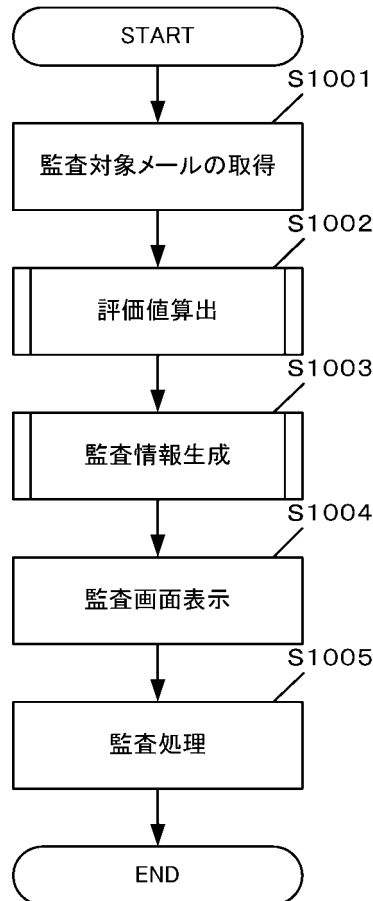 START
S1001
監査対象メールの取得
S1002
評価値算出
S1003
監査情報生成
S1004
監査画面表示
S1005
監査処理
END